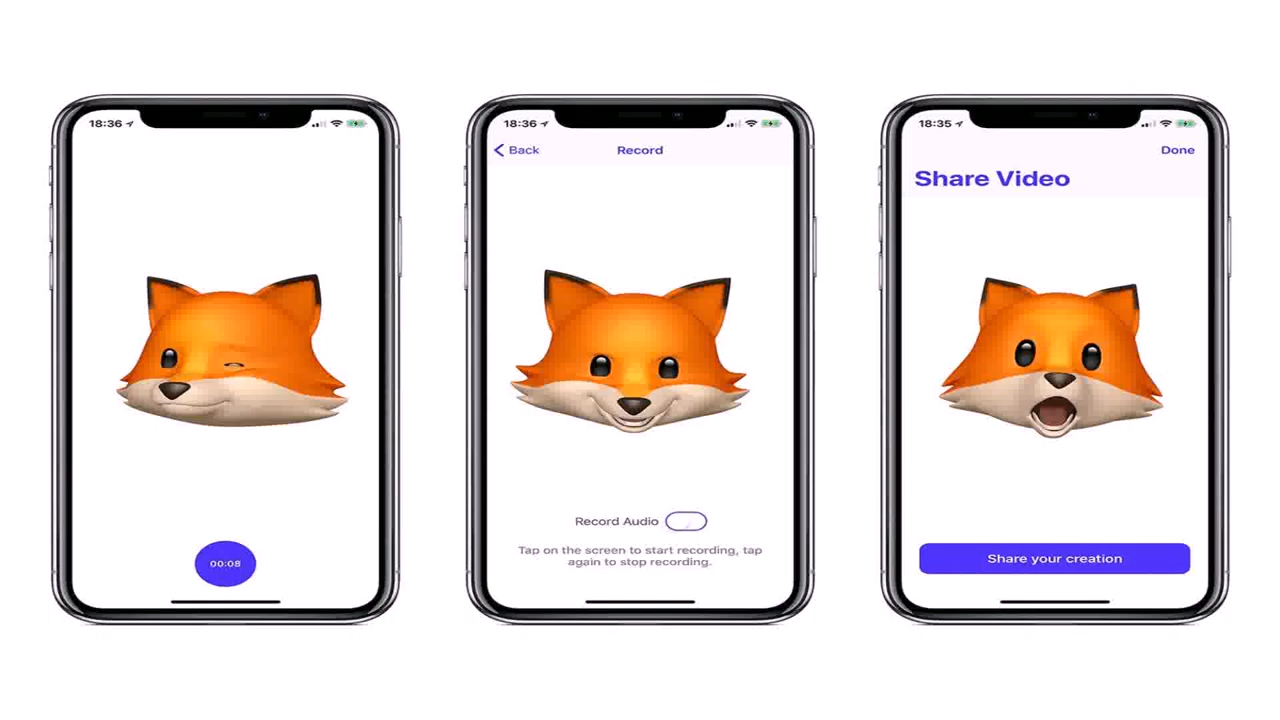 18:36
00:08
18:36
Back
Record
Record Audio
Tap on the screen to start recording, tap
again to stop recording.
18:35
Done
Share Video
Share your creation